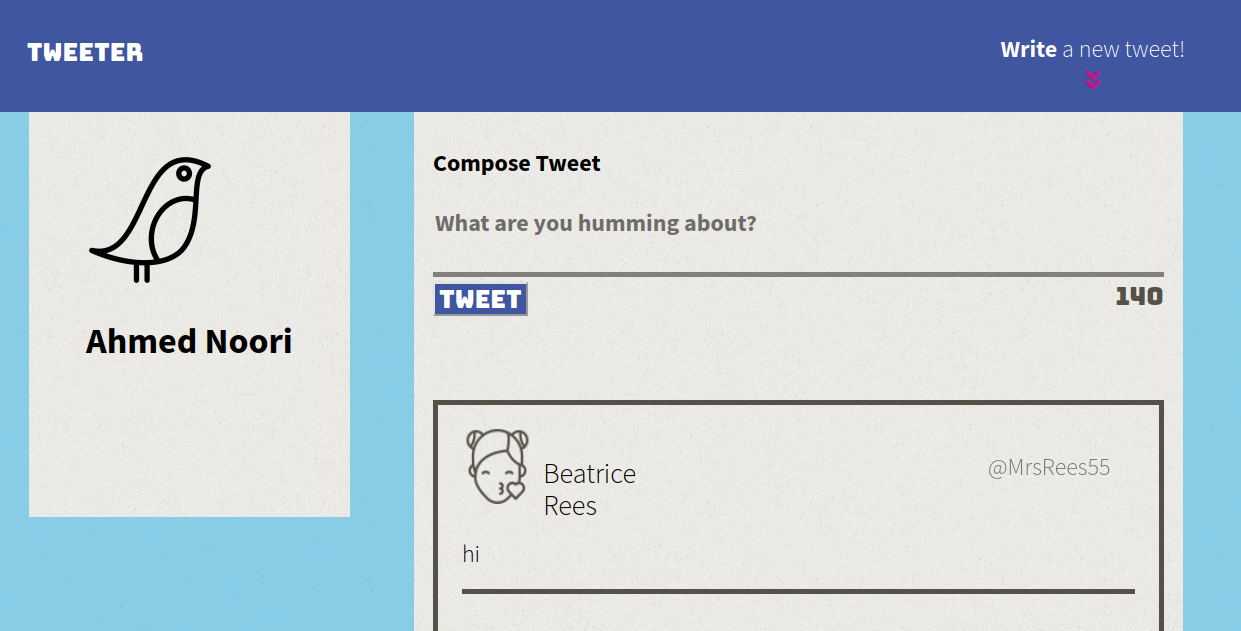 TWEETER
Write a new tweet!
Ahmed Noori
Compose Tweet
What are you humming about?
TWEET
140
Beatrice
Rees
@MrsRees55
hi